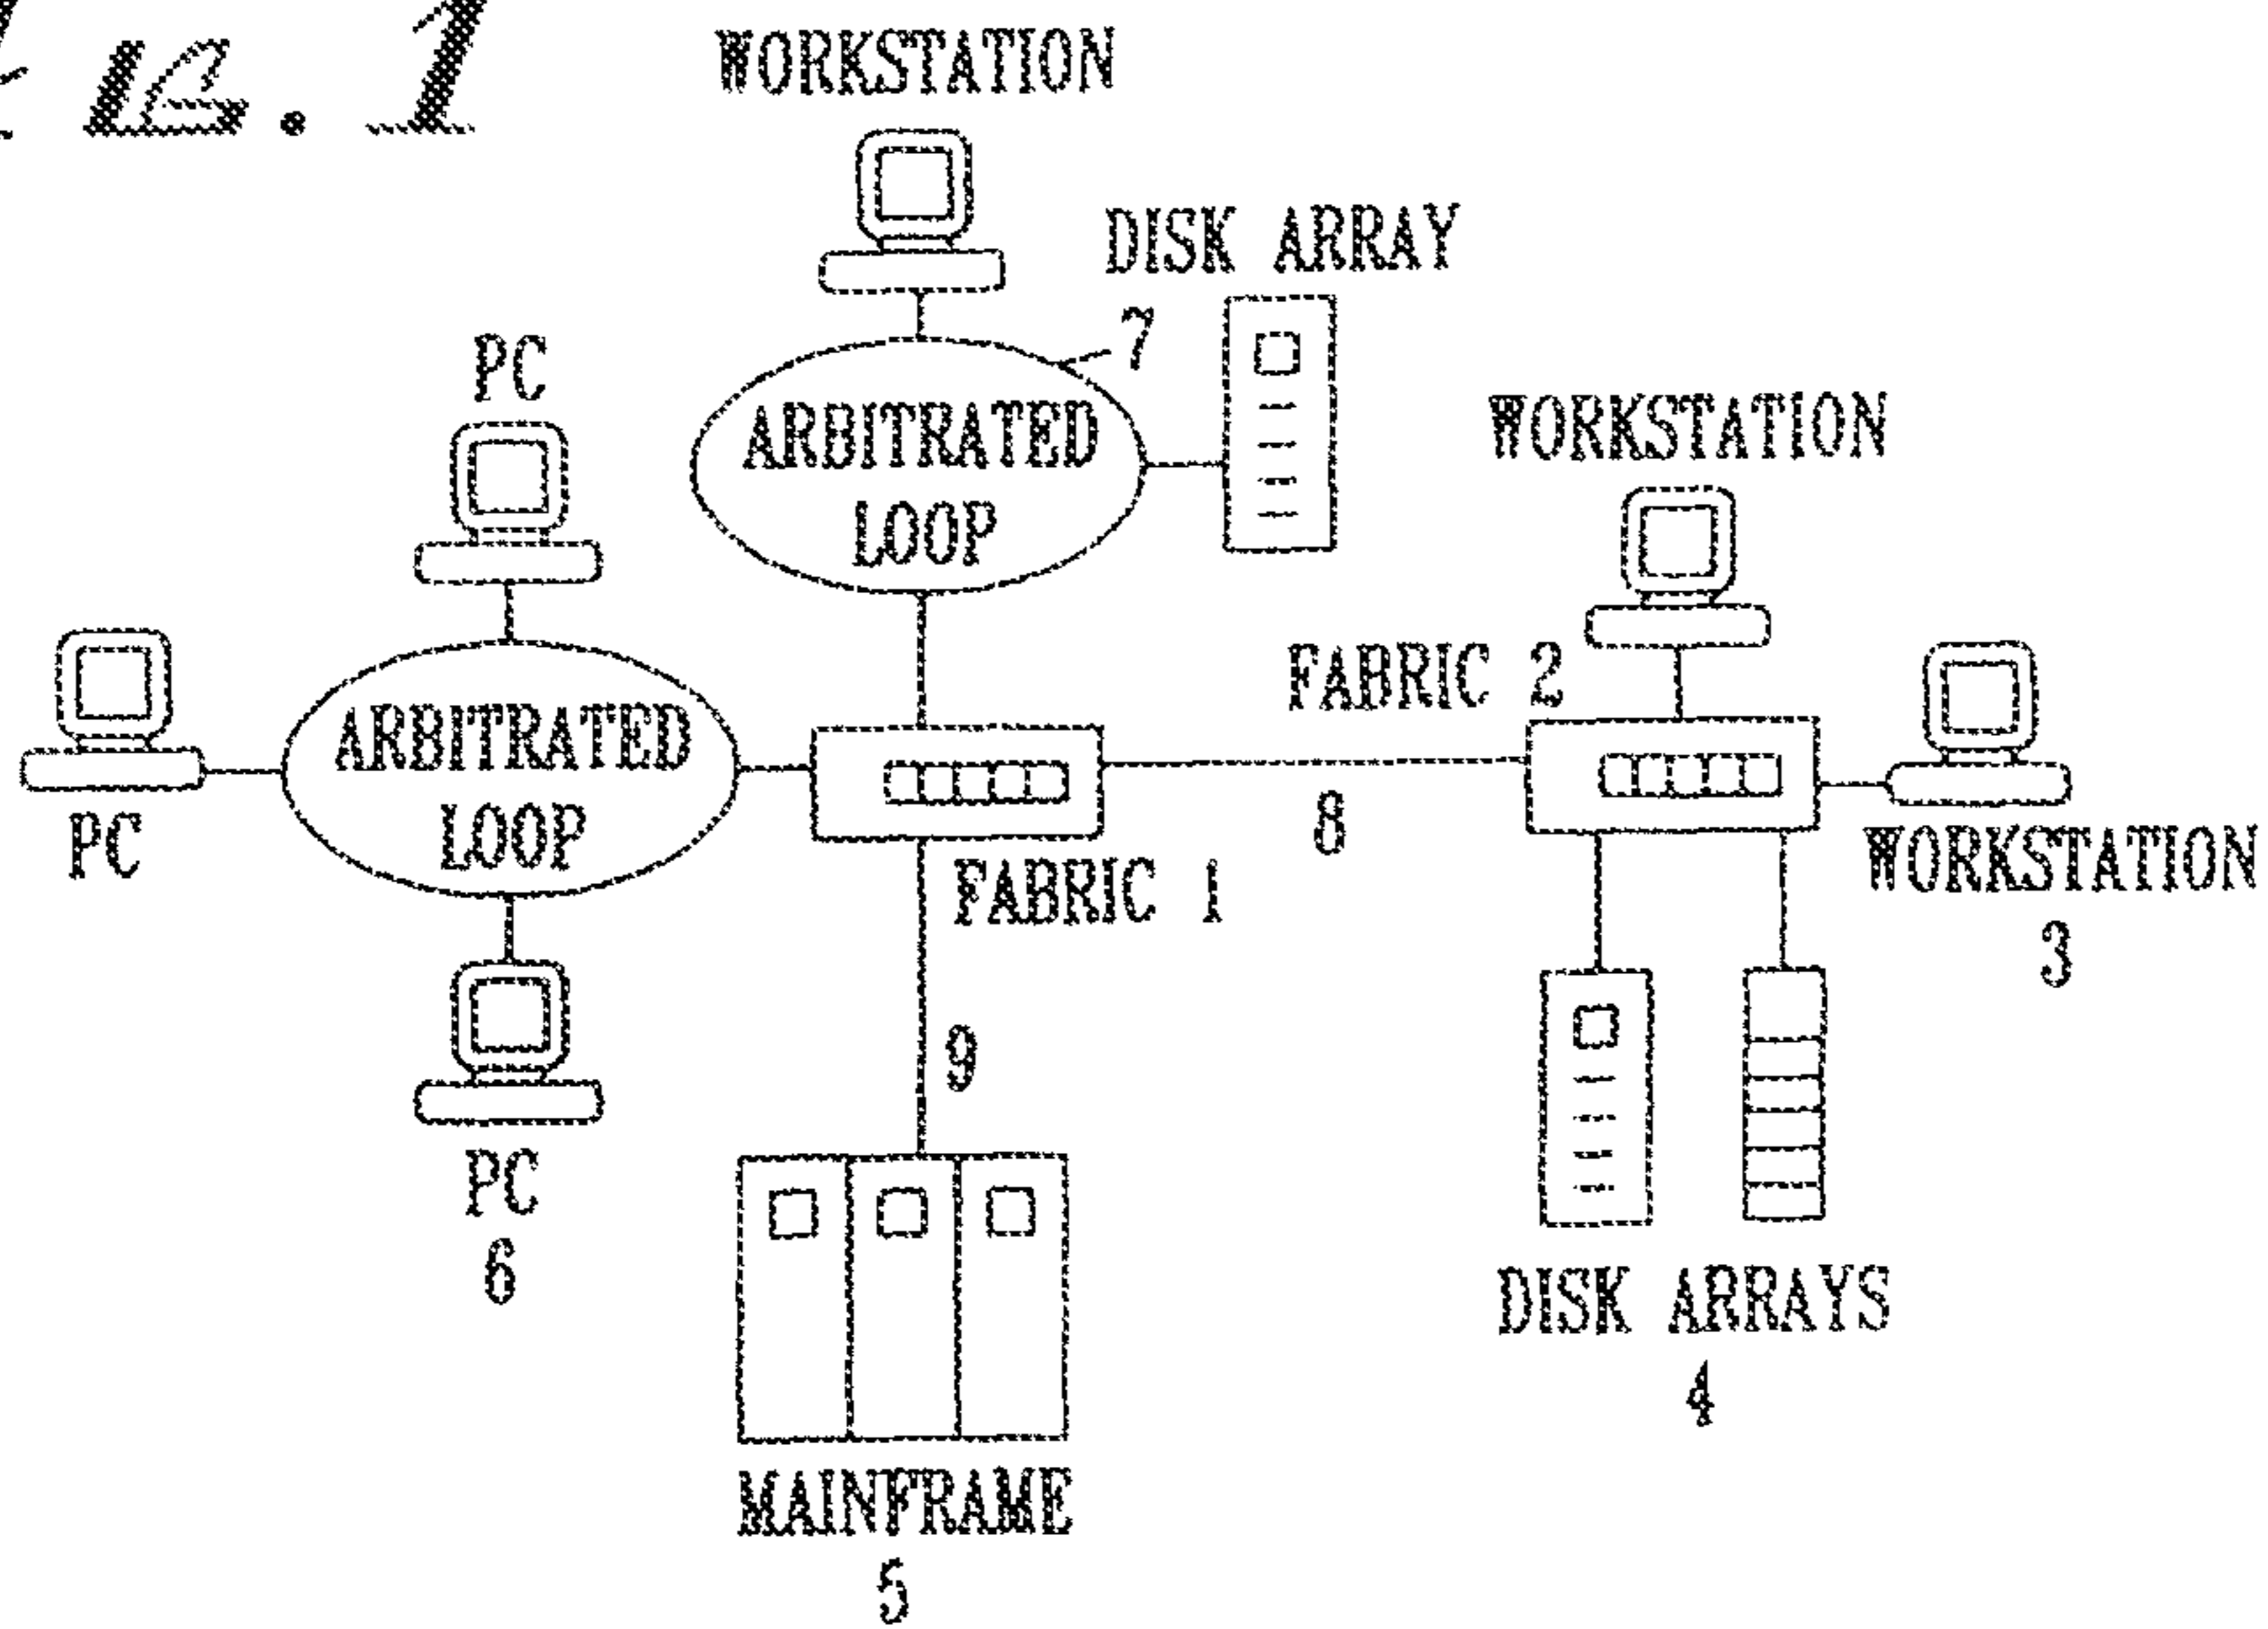 WORKSTATION
DISK ARRAY
7
PC
ARBITRATED
LOOP
WORKSTATION
FABRIC 2
ARBITRATED
LOOP
PC
8
FABRIC 1
WORKSTATION
3
9
PC
6
DISK ARRAYS
4
MAINFRAME
5